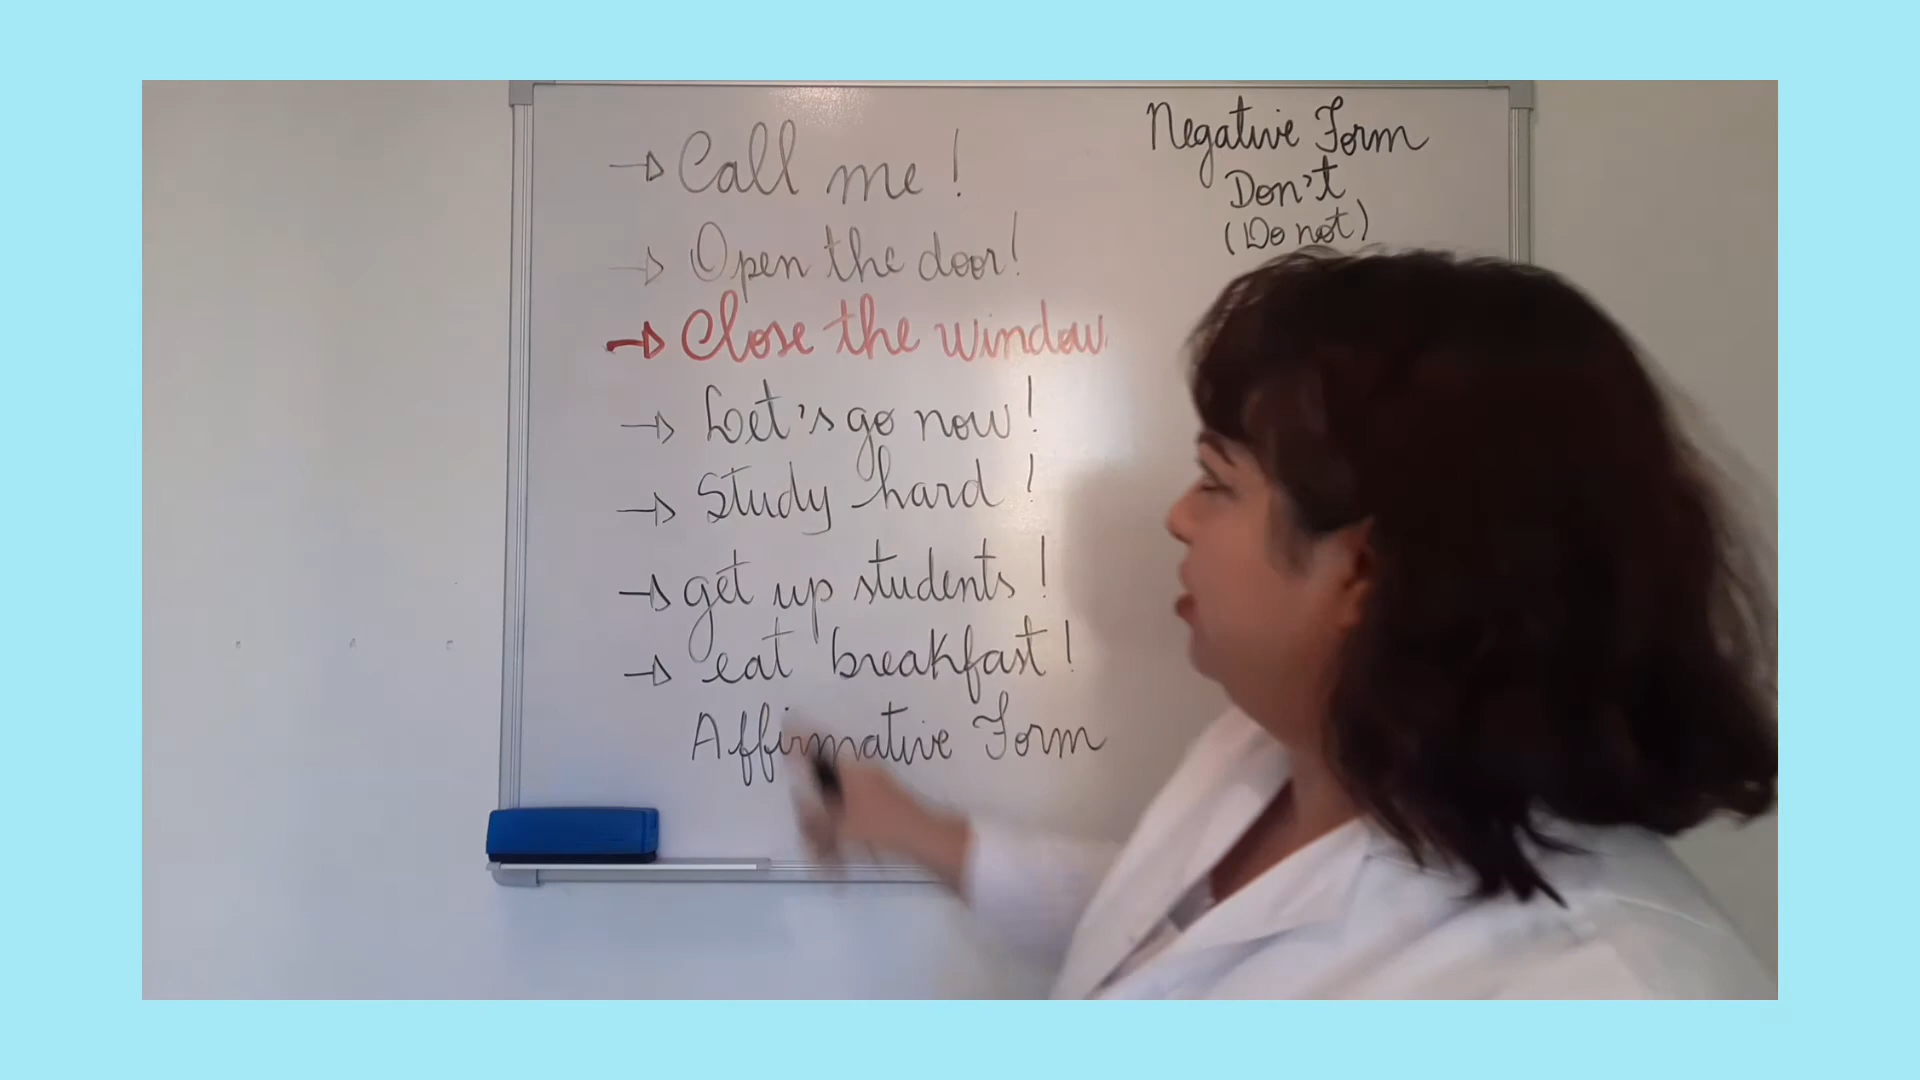 → Call me!
→ Open the door!
→ Close the window.
→ Let's go now!
→ Study hard!
→ get up students!
→ eat breakfast!
Affirmative Form
Negative Form
Don't
(Do not)